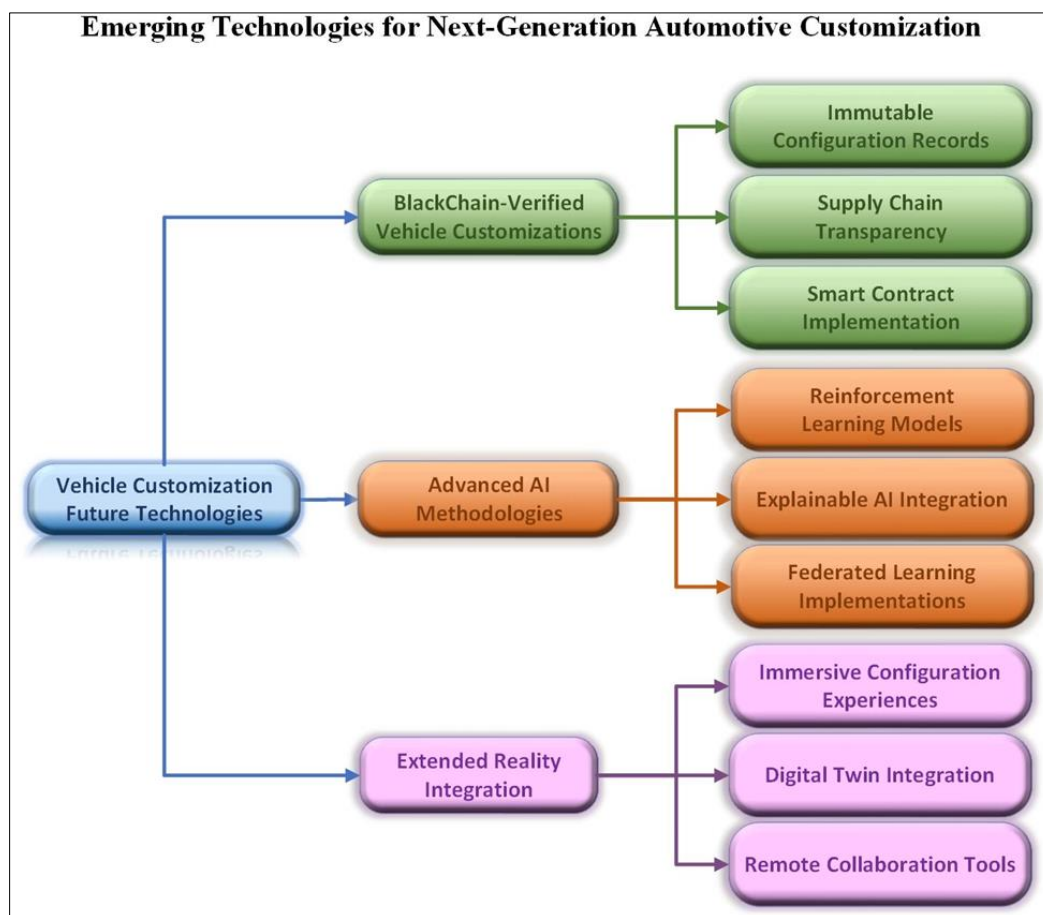 Emerging Technologies for Next-Generation Automotive Customization
Immutable
Configuration Records
BlackChain-Verified
Vehicle Customizations
Supply Chain
Transparency
Smart Contract
Implementation
Reinforcement
Learning Models
Vehicle Customization
Future Technologies
Advanced AI
Methodologies
Explainable AI Integration
Federated Learning
Implementations
Immersive Configuration
Experiences
Extended Reality
Integration
Digital Twin Integration
Remote Collaboration Tools